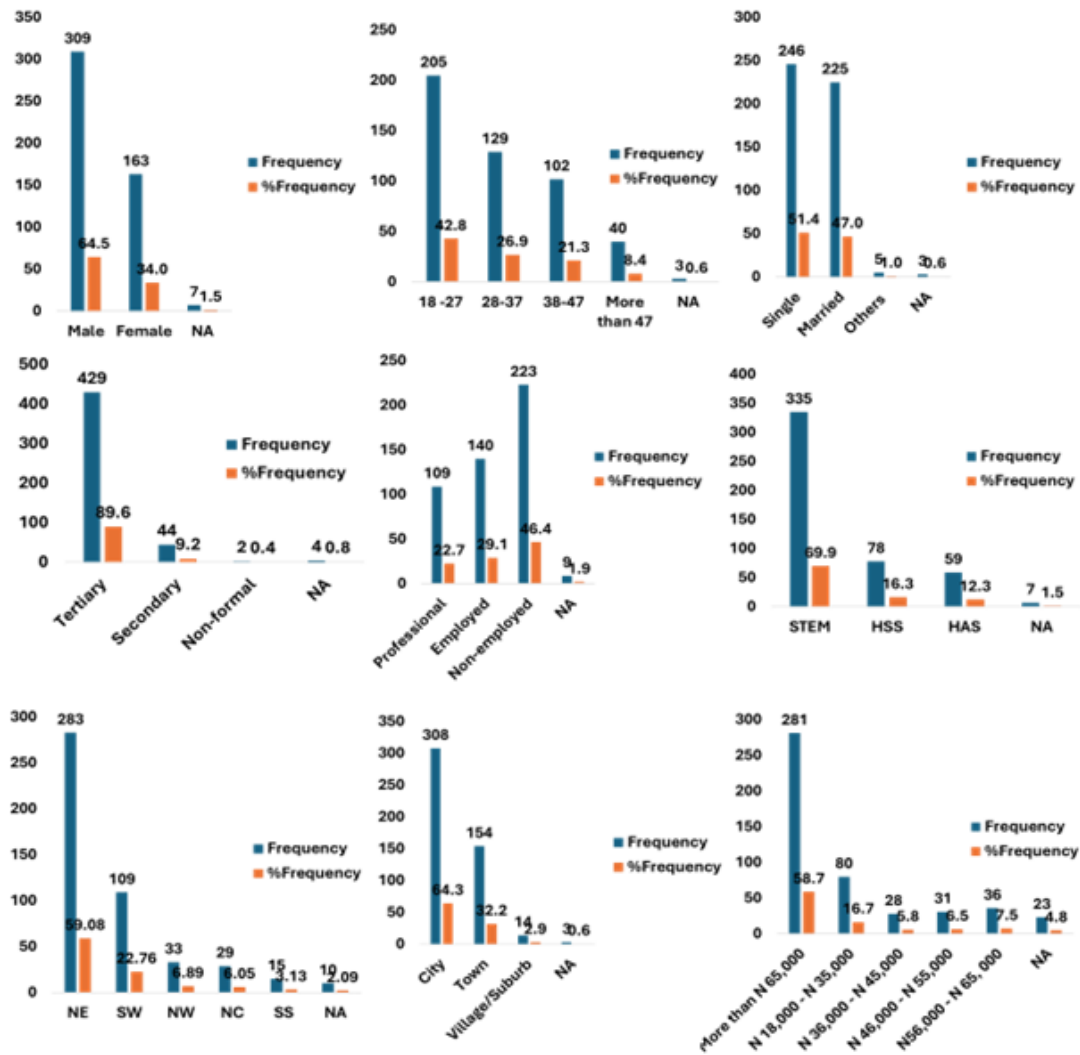 350
300
250
200
150
100
50
0
309
64.5
163
34.0
7
1.5
Male
Female
NA
Frequency
%Frequency
250
200
150
100
50
0
205
42.8
129
26.9
102
21.3
40
8.4
3
0.6
18 -27
28-37
38-47
More
than 47
NA
Frequency
%Frequency
300
250
200
150
100
50
0
246
51.4
225
47.0
5
1.0
3
0.6
Single
Married
Others
NA
Frequency
%Frequency
500
400
300
200
100
0
429
89.6
44
9.2
2
0.4
4
0.8
Tertiary
Secondary
Non-formal
NA
Frequency
%Frequency
250
200
150
100
50
0
109
22.7
140
29.1
223
46.4
9
1.9
Professional
Employed
Non-employed
NA
Frequency
%Frequency
400
350
300
250
200
150
100
50
0
335
69.9
78
16.3
59
12.3
7
1.5
STEM
HSS
HAS
NA
Frequency
%Frequency
300
250
200
150
100
50
0
283
59.08
109
22.76
33
6.89
29
6.05
15
3.13
10
2.09
NE
SW
NW
NC
SS
NA
Frequency
%Frequency
350
300
250
200
150
100
50
0
308
64.3
154
32.2
14
2.9
3
0.6
City
Town
Village/Suburb
NA
Frequency
%Frequency
300
250
200
150
100
50
0
281
58.7
80
16.7
28
5.8
31
6.5
36
7.5
23
4.8
More than N 65,000
N 18,000 - N 35,000
N 36,000 - N 45,000
N 46,000 - N 55,000
N56,000 - N 65, 000
NA
Frequency
%Frequency